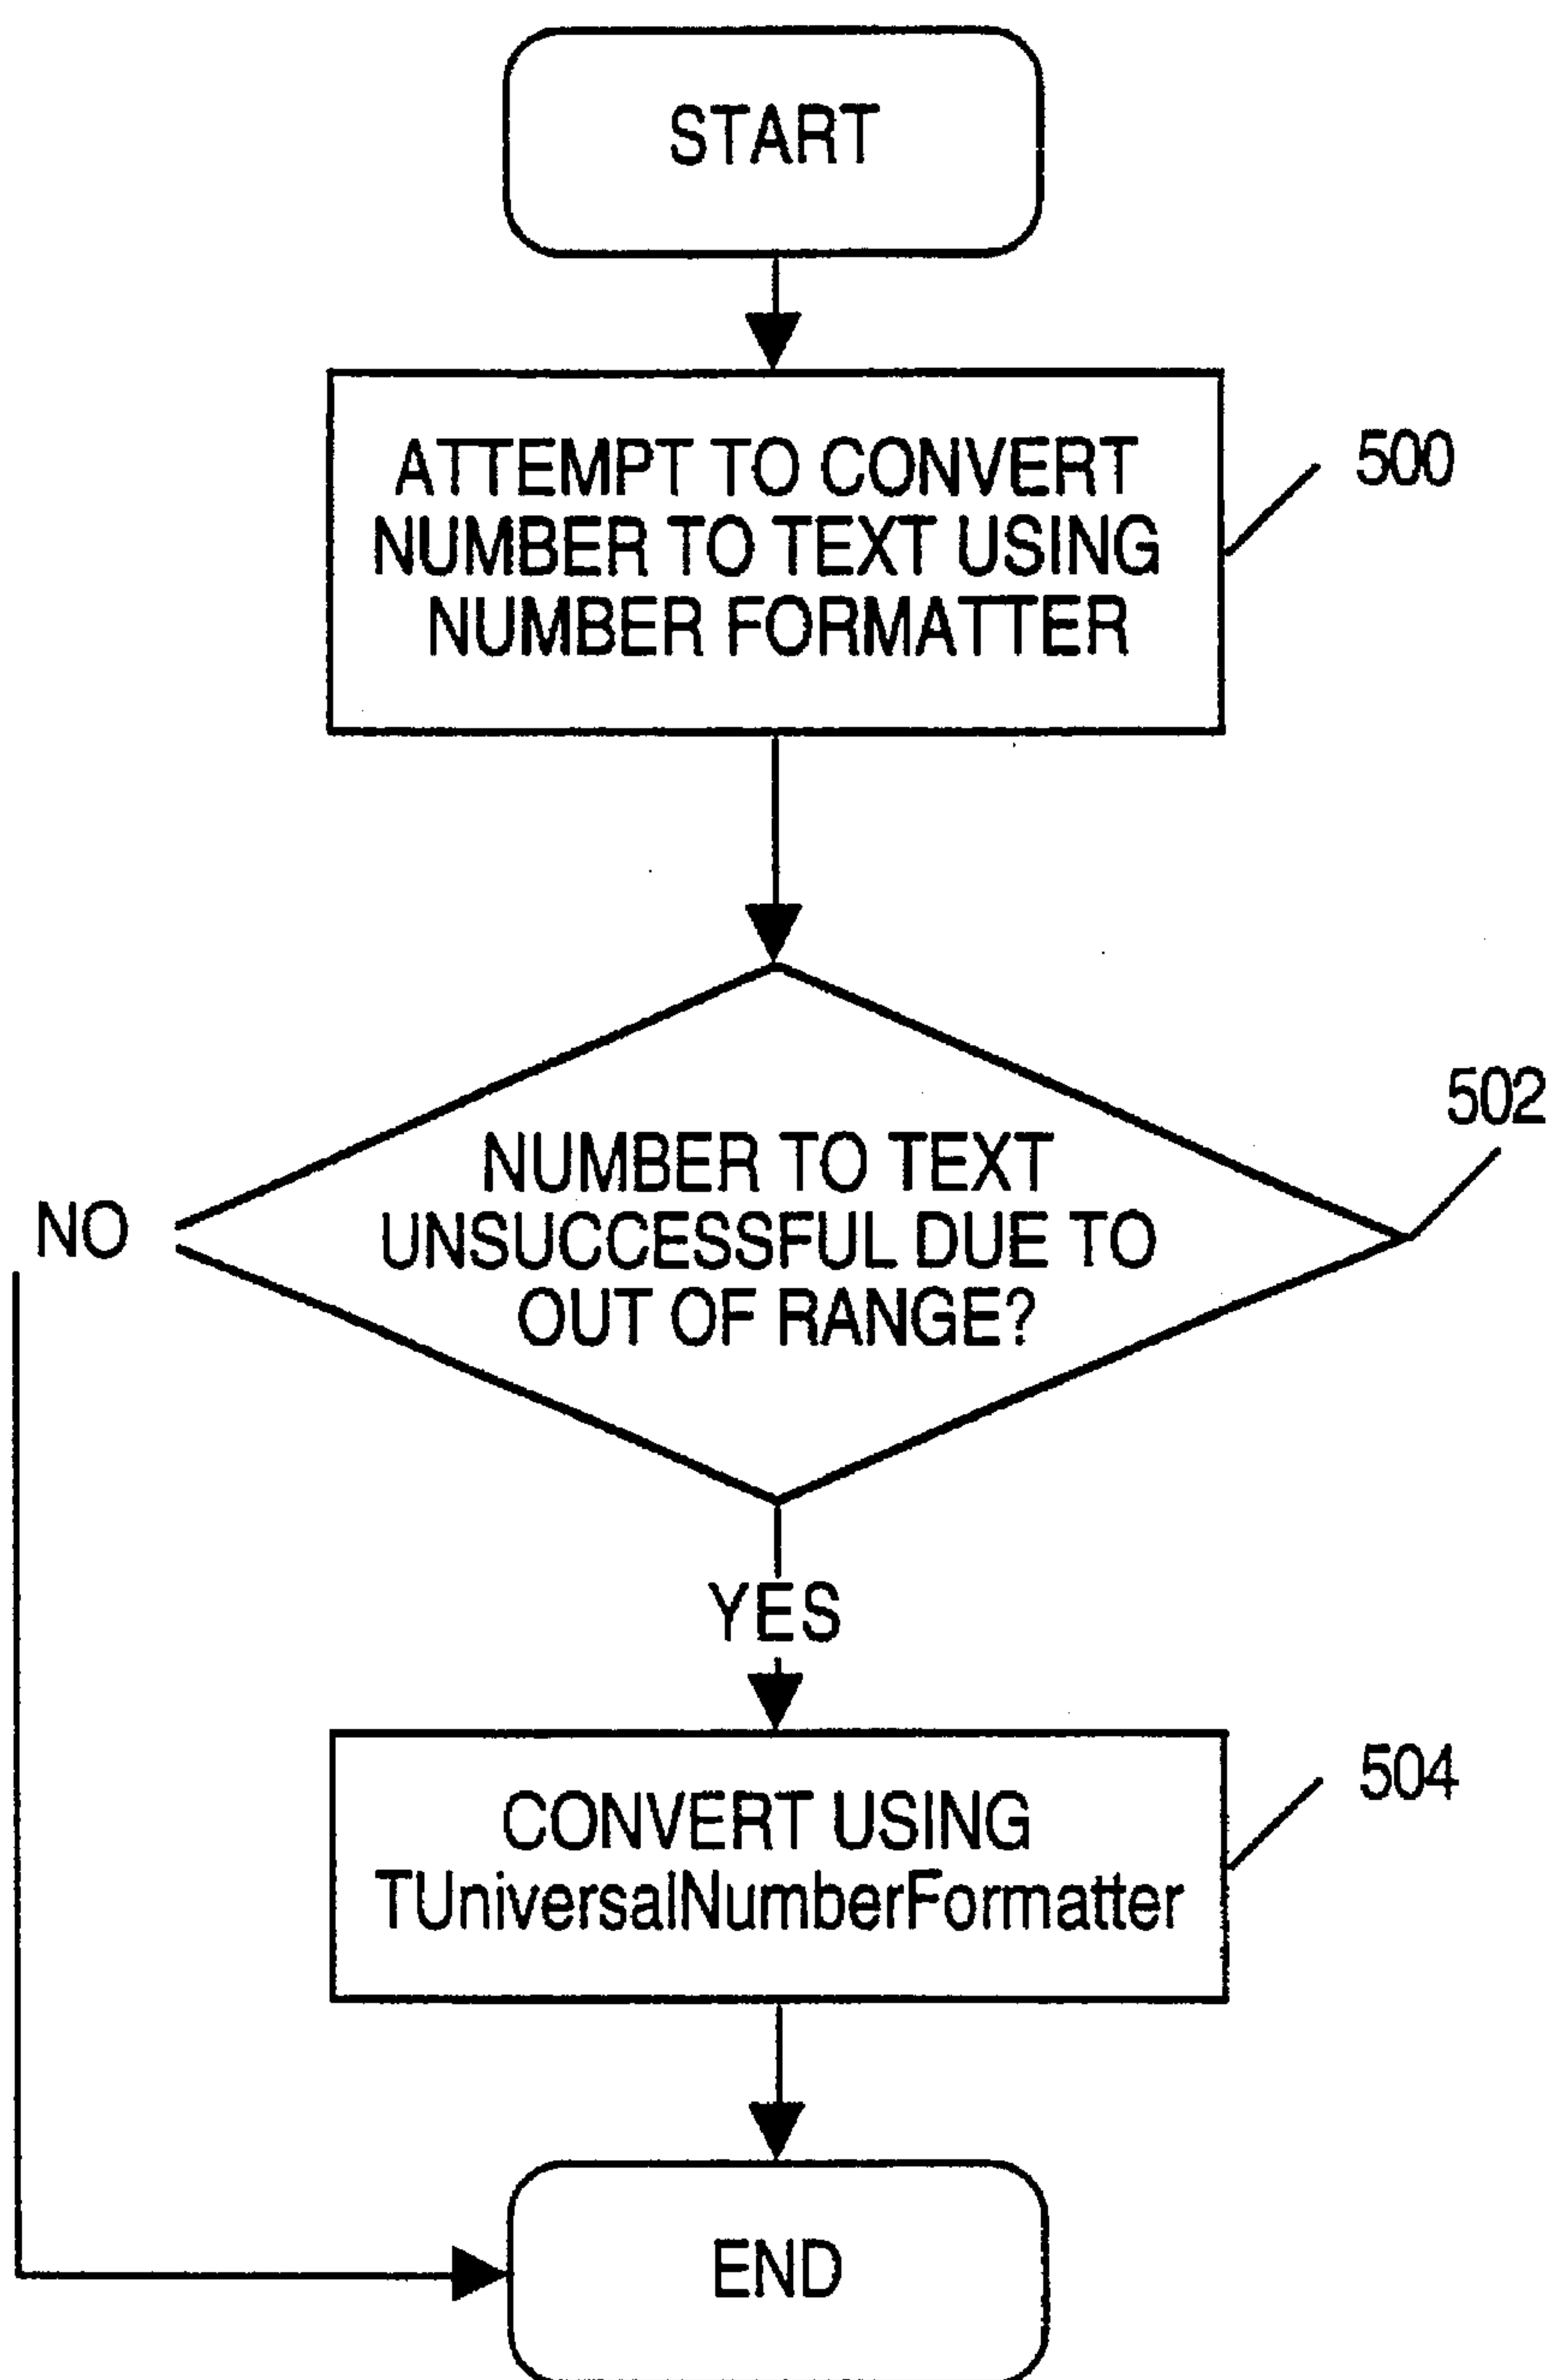 START
ATTEMPT TO CONVERT
NUMBER TO TEXT USING
NUMBER FORMATTER
500
502
NUMBER TO TEXT
UNSUCCESSFUL DUE TO
OUT OF RANGE?
NO
YES
CONVERT USING
TUniversalNumberFormatter
504
END